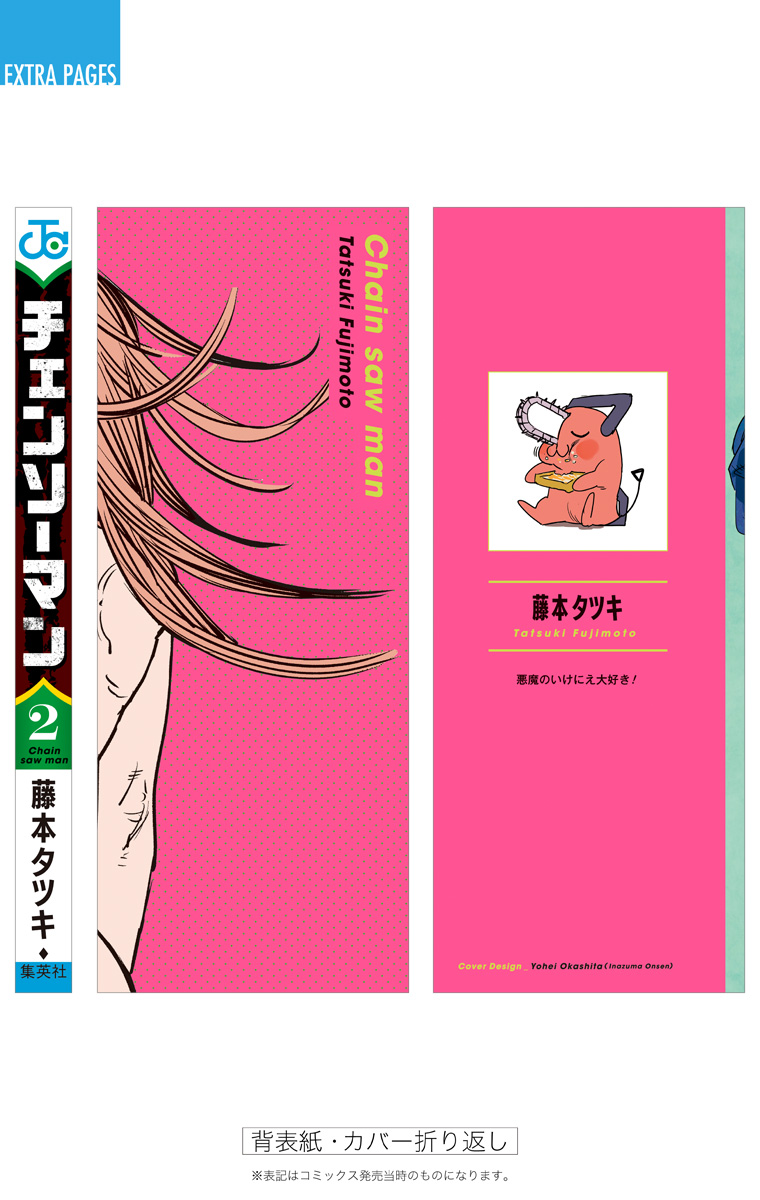 EXTRA PAGES
JC
チェンソーマン
2
Chain
saw man
藤本タツキ◆
集英社
Chain saw man
Tatsuki Fujimoto
藤本タツキ
Tatsuki Fujimoto
悪魔のいけにえ大好き!
Cover Design _ Yohei Okashita(Inazuma Onsen)
背表紙・カバー折り返し
※表記はコミックス発売当時のものになります。